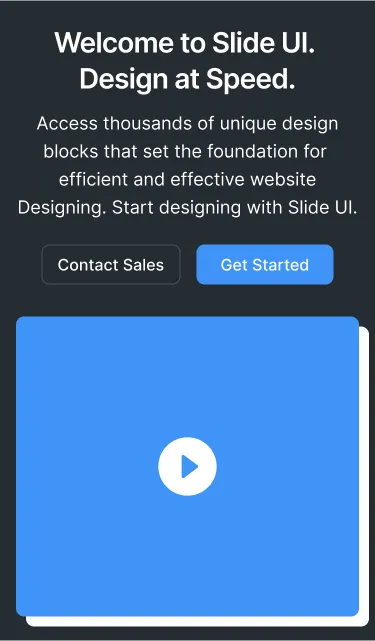 Welcome to Slide UI.
Design at Speed.
Access thousands of unique design
blocks that set the foundation for
efficient and effective website
Designing. Start designing with Slide UI.
Contact Sales
Get Started